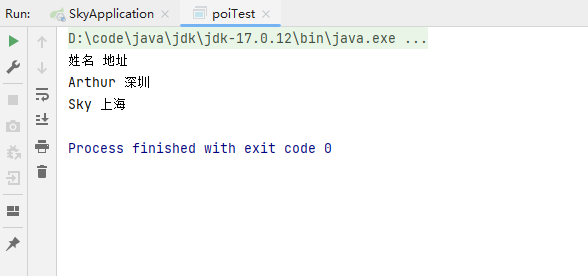 Run: SkyApplication poiTest
D:\code\java\jdk\jdk-17.0.12\bin\java.exe ...
姓名 地址
Arthur 深圳
Sky 上海
Process finished with exit code 0